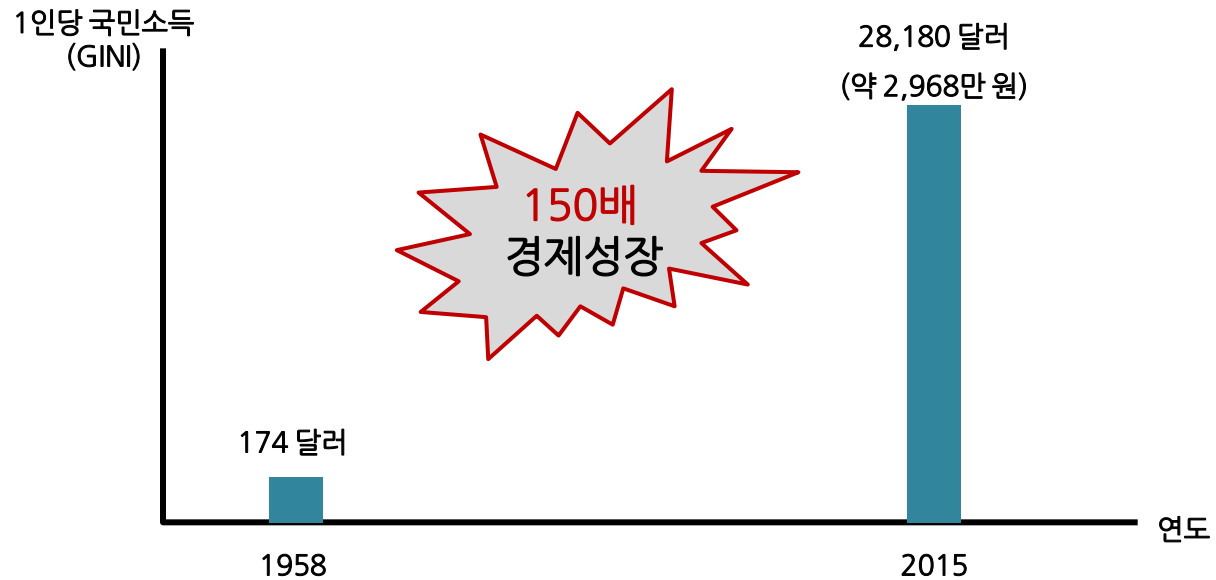 1인당 국민소득
(GINI)
28,180 달러
(약 2,968만 원)
150배
경제성장
174 달러
연도
1958
2015